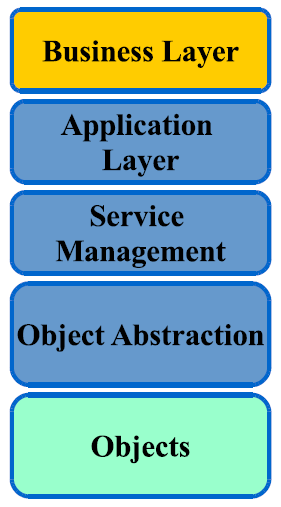 Business Layer
Application
Layer
Service
Management
Object Abstraction
Objects